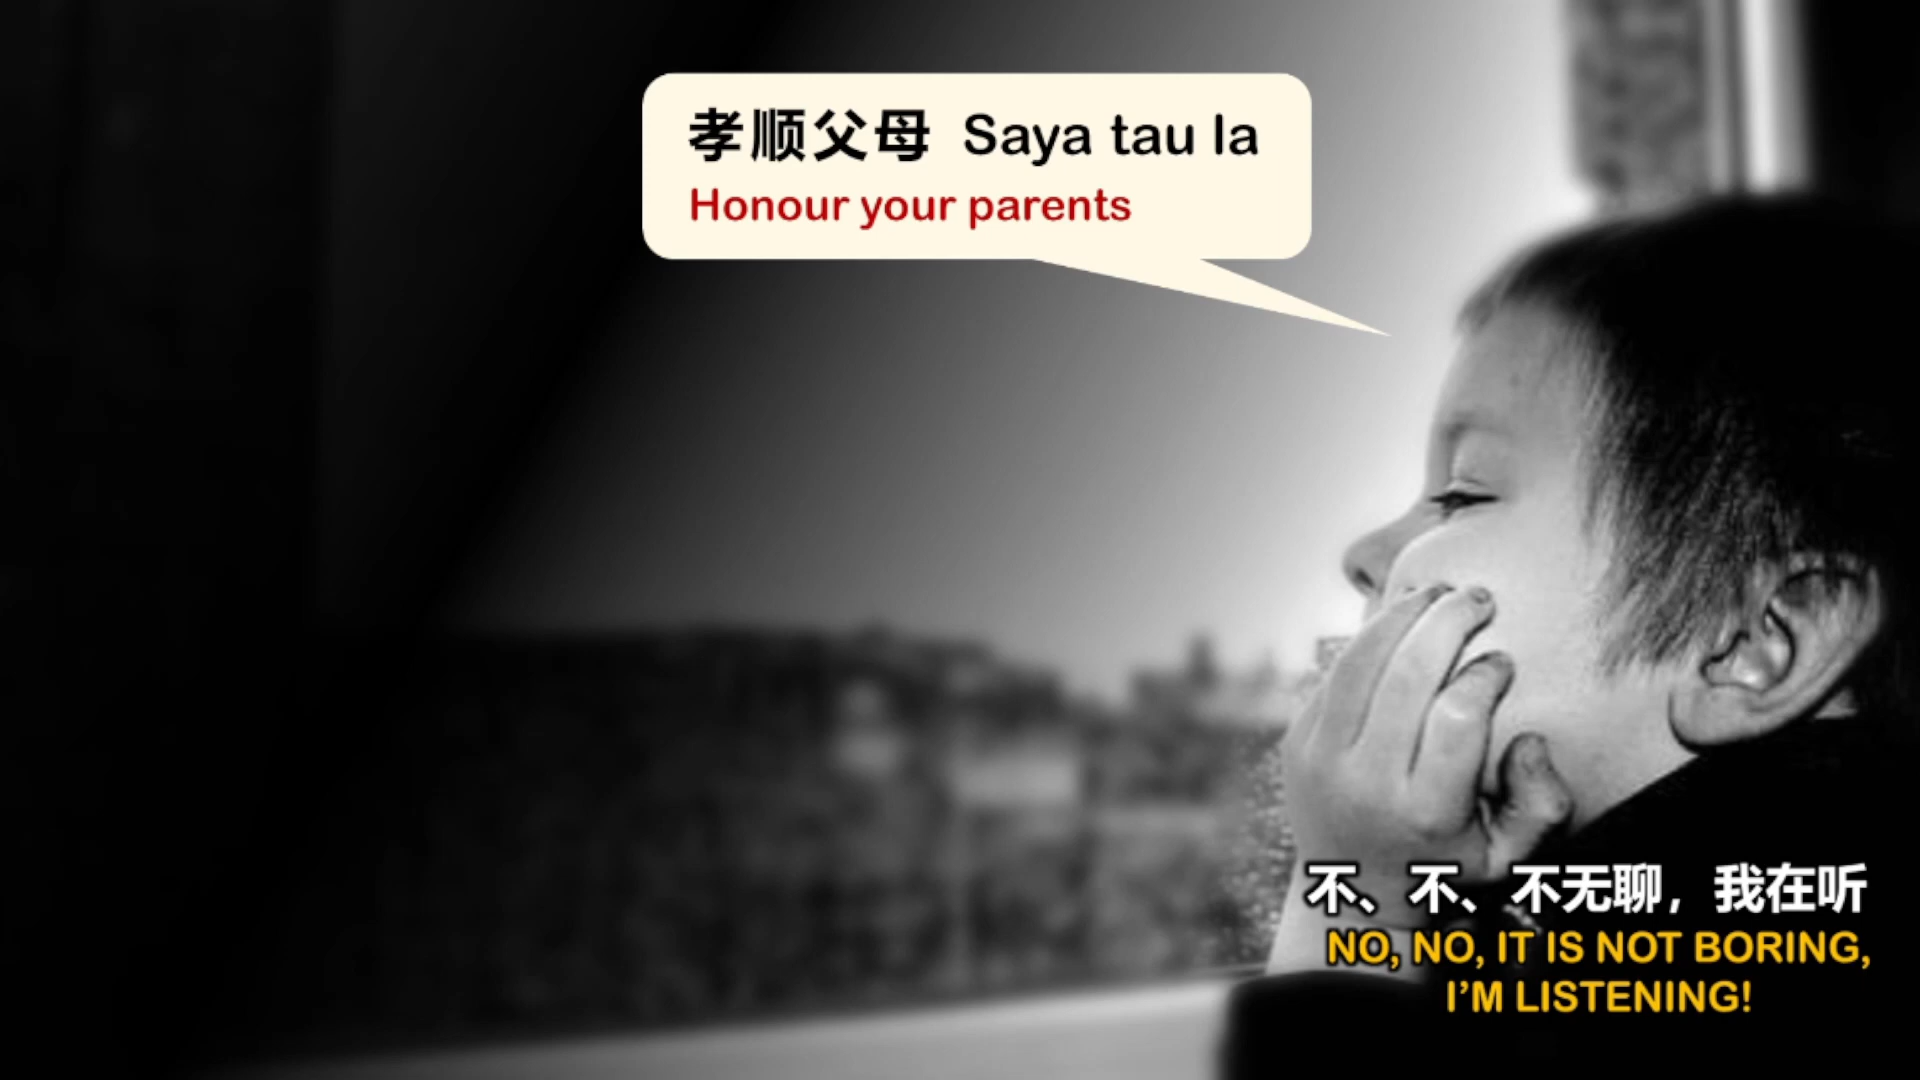 孝顺父母 Saya tau la
Honour your parents
不、不、不无聊，我在听
NO, NO, IT IS NOT BORING,
I'M LISTENING!